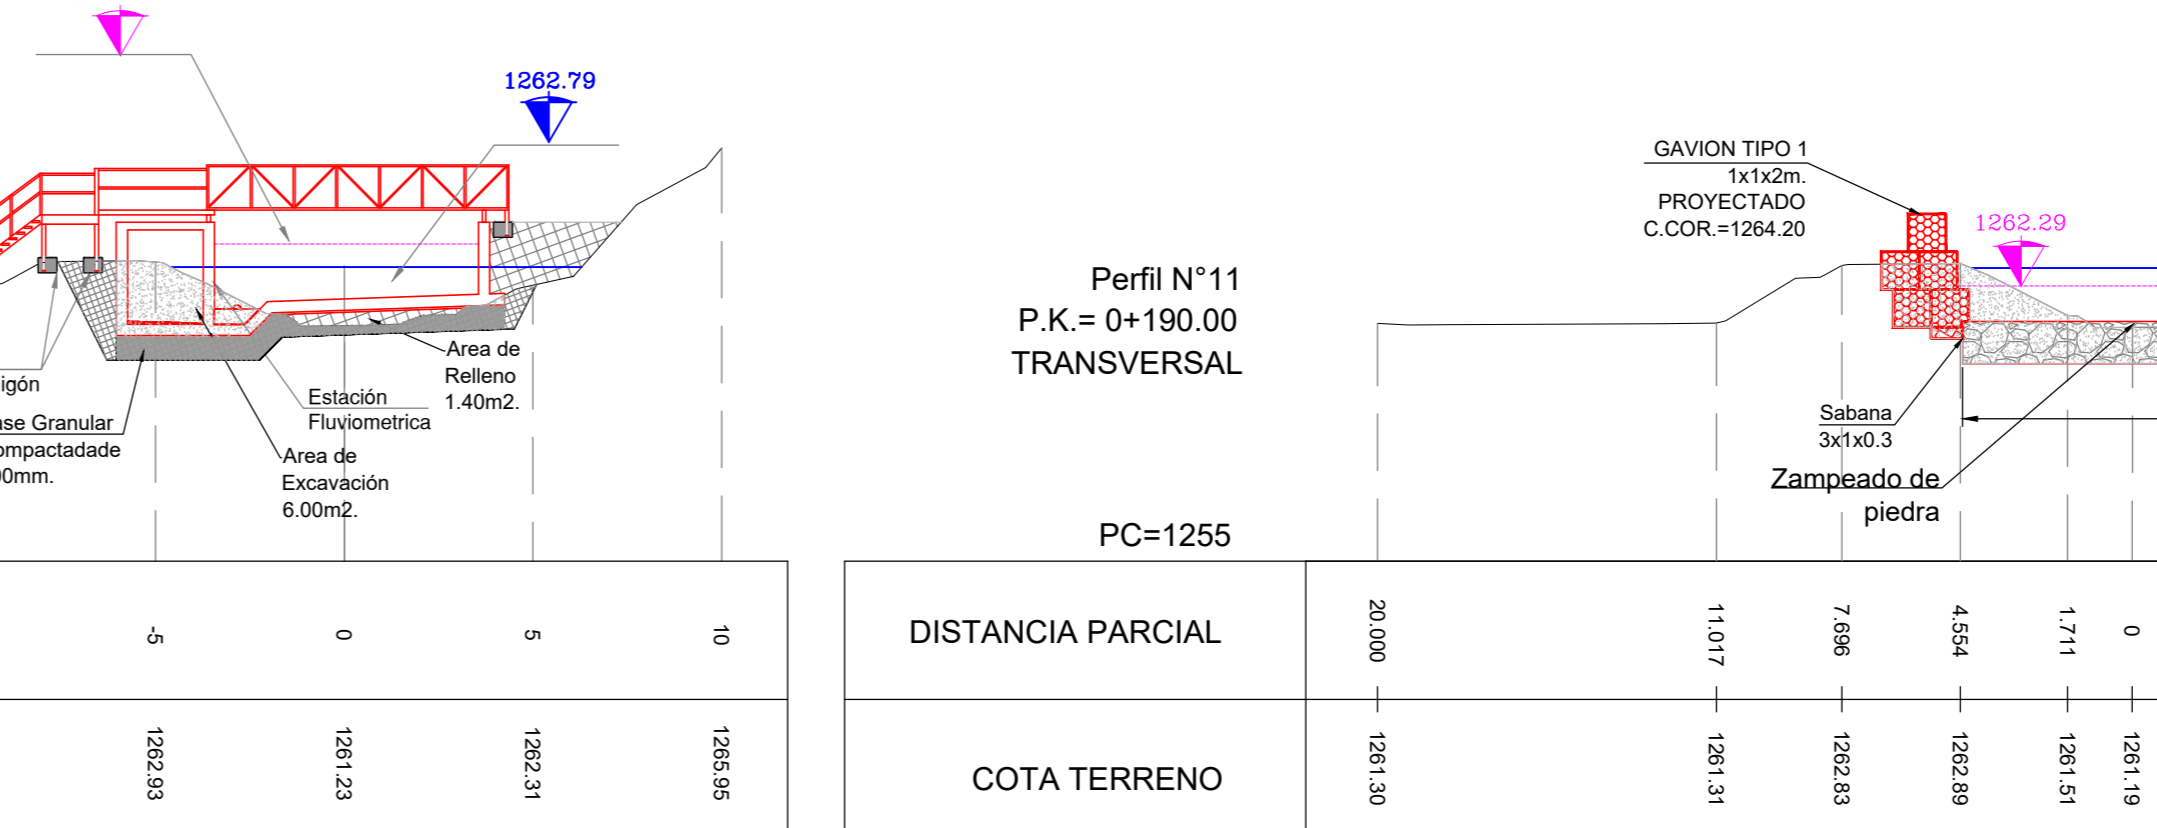 1262.79
igón
ase Granular
ompactadade
00mm.
Estación
Fluviometrica
Area de
Relleno
1.40m2.
Area de
Excavación
6.00m2.
-5
0
5
10
1262.93
1261.23
1262.31
1265.95
Perfil N°11
P.K.= 0+190.00
TRANSVERSAL
PC=1255
GAVION TIPO 1
1x1x2m.
PROYECTADO
C.COR.=1264.20
1262.29
Sabana
3x1x0.3
Zampeado de
piedra
DISTANCIA PARCIAL
20.000
11.017
7.696
4.554
1.711
0
COTA TERRENO
1261.30
1261.31
1262.83
1262.89
1261.51
1261.19